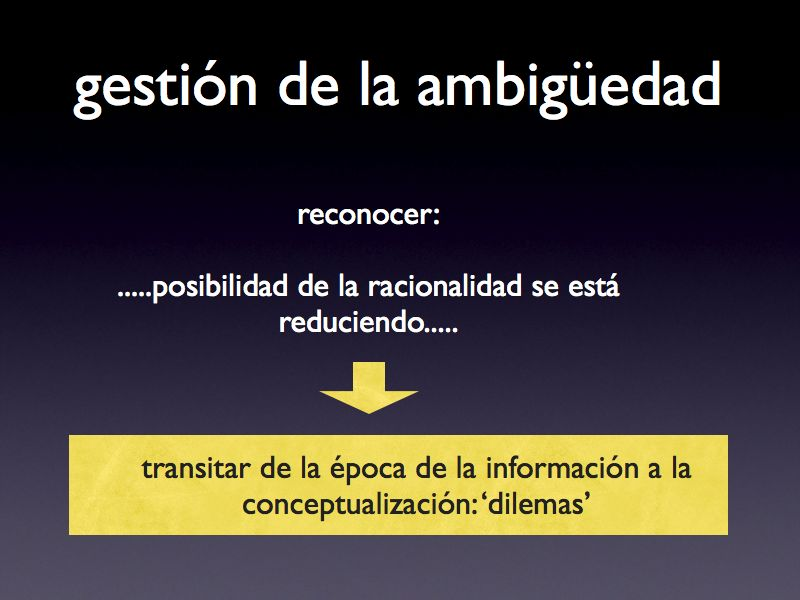 gestión de la ambigüedad
reconocer:
.....posibilidad de la racionalidad se está
reduciendo.....
transitar de la época de la información a la
conceptualización: ‘dilemas’